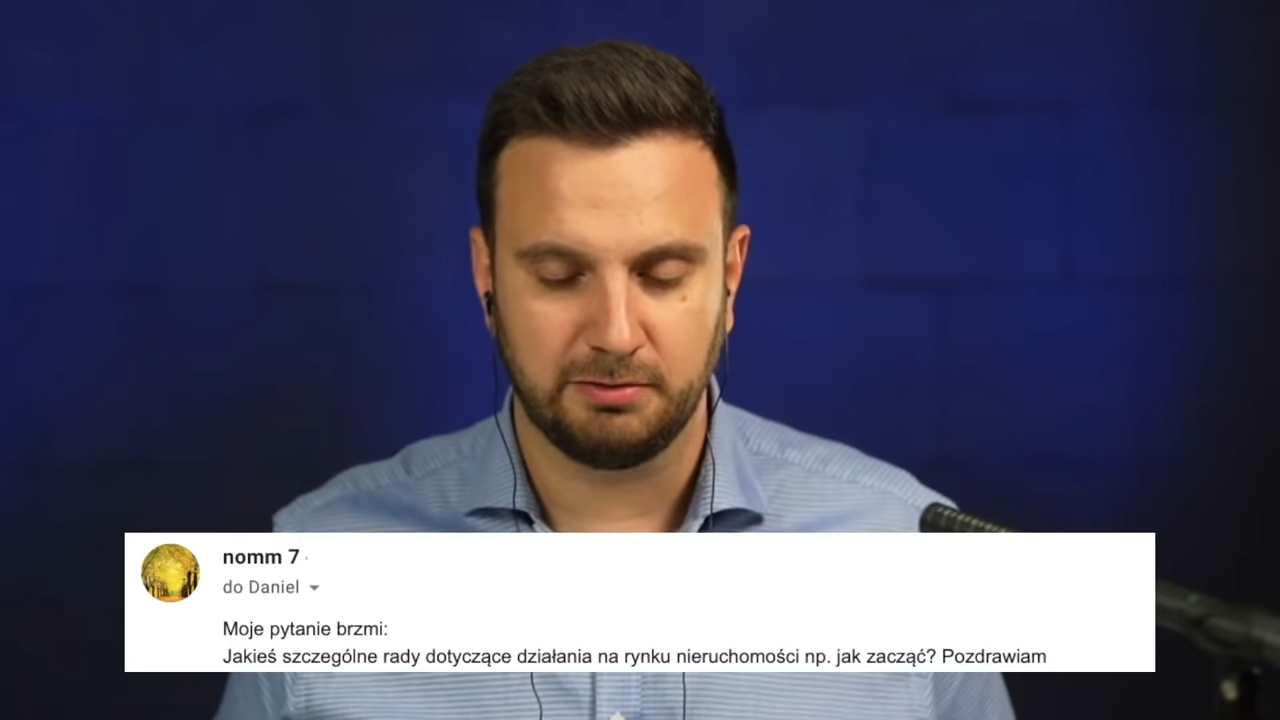 nomm 7
do Daniel
Moje pytanie brzmi:
Jakieś szczególne rady dotyczące działania na rynku nieruchomości np. jak zacząć? Pozdrawiam